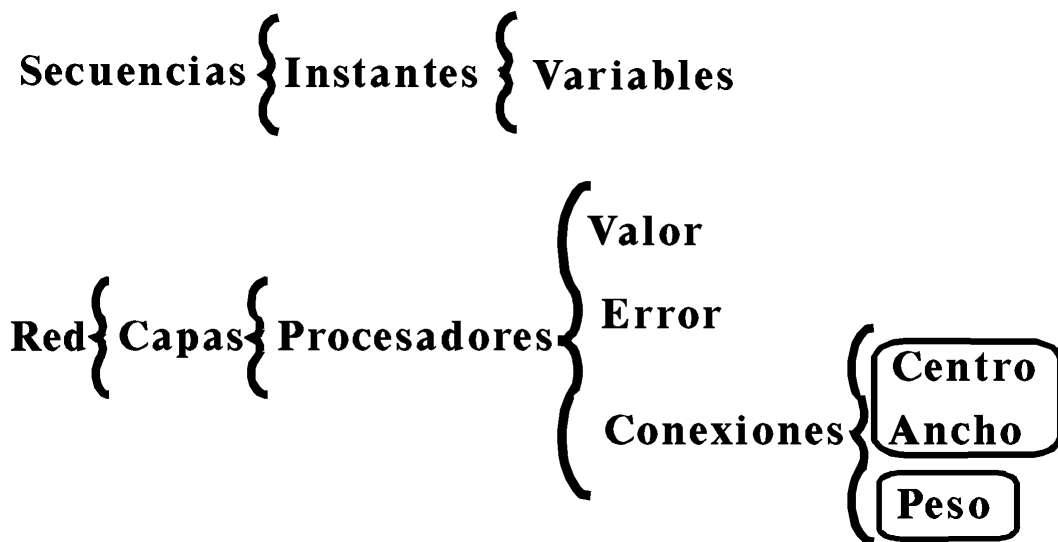 Secuencias Instantes Variables
Valor
Error
Red Capas Procesadores
Centro
Conexiones Ancho
Peso